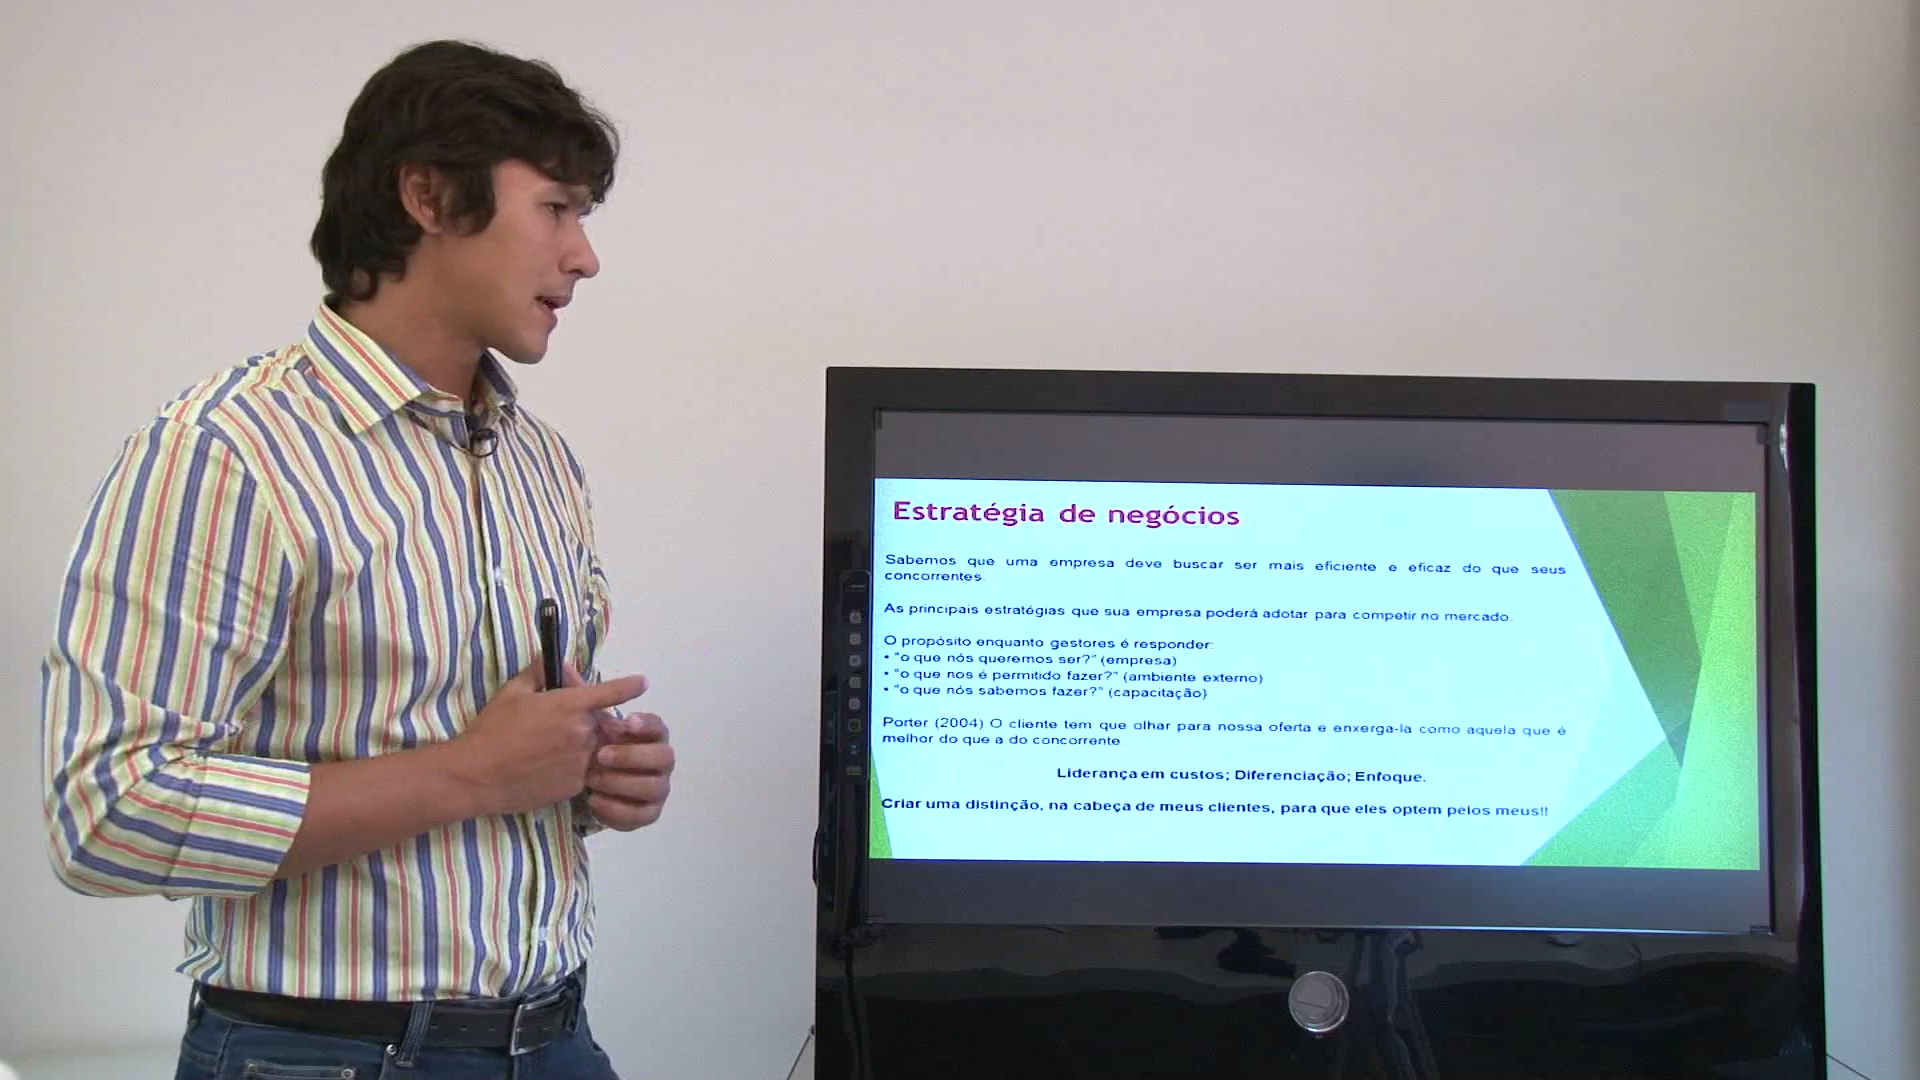 Estratégia de negócios
Sabemos que uma empresa deve buscar ser mais eficiente e eficaz do que seus
concorrentes.
As principais estratégias que sua empresa poderá adotar para competir no mercado.
O propósito enquanto gestores é responder:
• "o que nós queremos ser?" (empresa)
• "o que nos é permitido fazer?" (ambiente externo)
• "o que nós sabemos fazer?" (capacitação)
Porter (2004) O cliente tem que olhar para nossa oferta e enxerga-la como aquela que é
melhor do que a do concorrente
Liderança em custos; Diferenciação; Enfoque.
Criar uma distinção, na cabeça de meus clientes, para que eles optem pelos meus!!